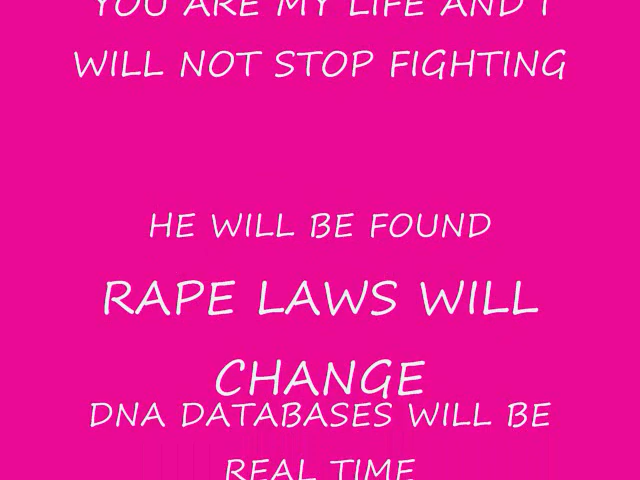 YOU ARE MY LIFE AND I
WILL NOT STOP FIGHTING
HE WILL BE FOUND
RAPE LAWS WILL
CHANGE
DNA DATABASES WILL BE
REAL TIME